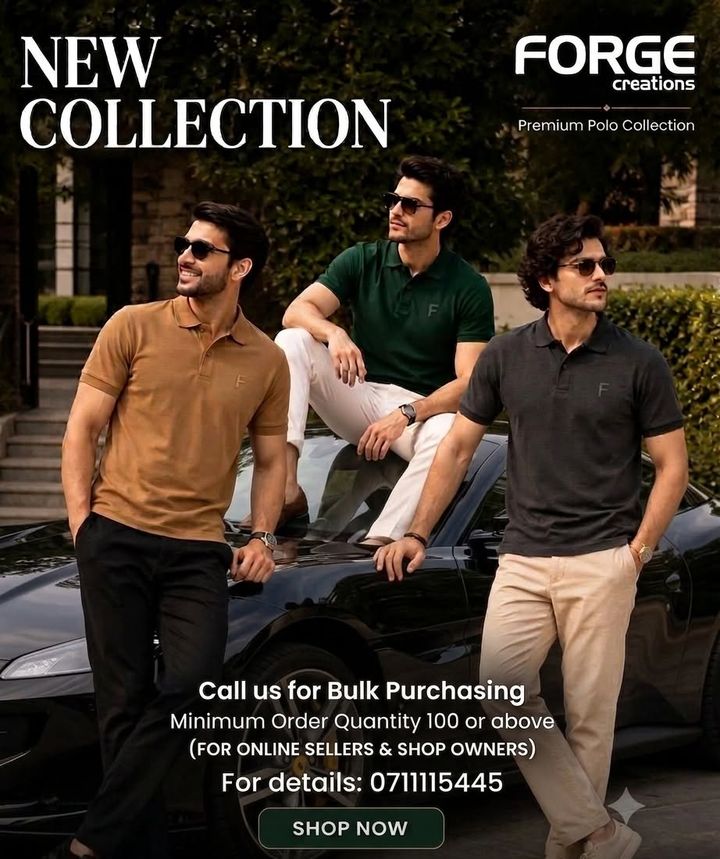 NEW
COLLECTION
FORGE
creations
Premium Polo Collection
F
F
F
Call us for Bulk Purchasing
Minimum Order Quantity 100 or above
(FOR ONLINE SELLERS & SHOP OWNERS)
For details: 0711115445
SHOP NOW